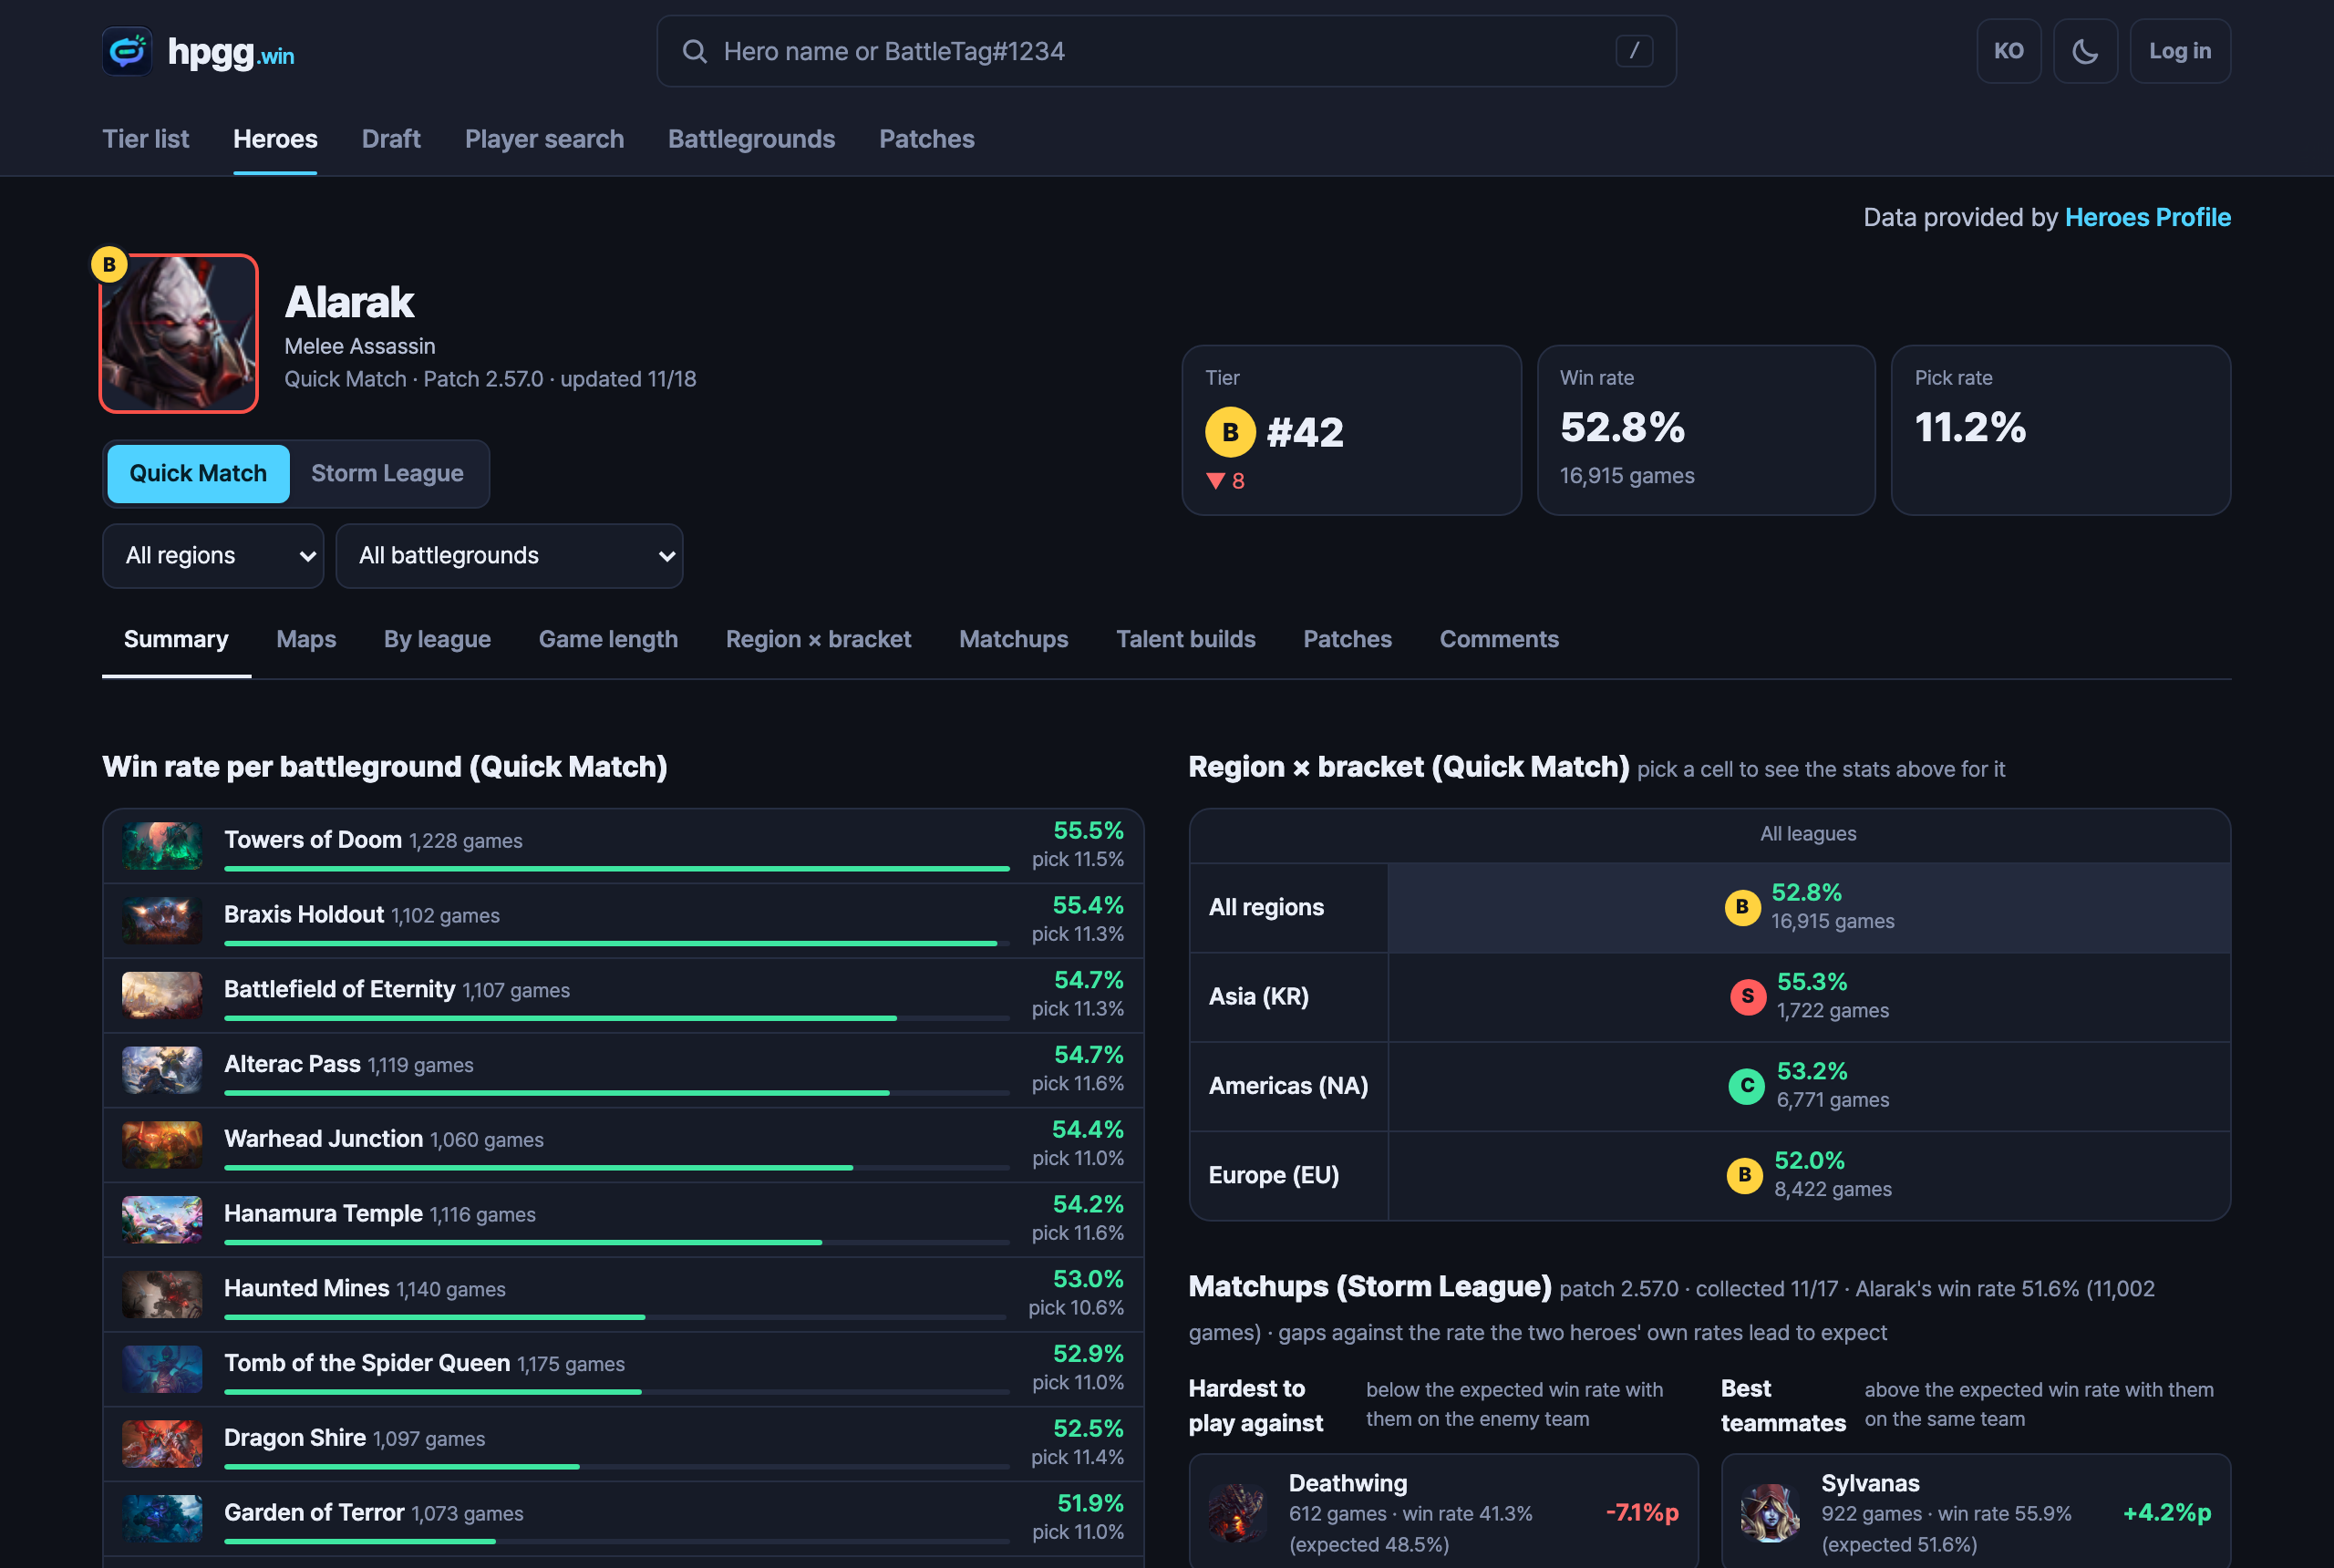 hpgg.win
Hero name or BattleTag#1234
/
KO
Log in
Tier list
Heroes
Draft
Player search
Battlegrounds
Patches
Data provided by Heroes Profile
B
Alarak
Melee Assassin
Quick Match · Patch 2.57.0 · updated 11/18
Tier
B #42
▼ 8
Win rate
52.8%
16,915 games
Pick rate
11.2%
Quick Match
Storm League
All regions
All battlegrounds
Summary
Maps
By league
Game length
Region × bracket
Matchups
Talent builds
Patches
Comments
Win rate per battleground (Quick Match)
Towers of Doom 1,228 games
55.5%
pick 11.5%
Braxis Holdout 1,102 games
55.4%
pick 11.3%
Battlefield of Eternity 1,107 games
54.7%
pick 11.3%
Alterac Pass 1,119 games
54.7%
pick 11.6%
Warhead Junction 1,060 games
54.4%
pick 11.0%
Hanamura Temple 1,116 games
54.2%
pick 11.6%
Haunted Mines 1,140 games
53.0%
pick 10.6%
Tomb of the Spider Queen 1,175 games
52.9%
pick 11.0%
Dragon Shire 1,097 games
52.5%
pick 11.4%
Garden of Terror 1,073 games
51.9%
pick 11.0%
Region × bracket (Quick Match) pick a cell to see the stats above for it
All leagues
All regions
B
52.8%
16,915 games
Asia (KR)
S
55.3%
1,722 games
Americas (NA)
C
53.2%
6,771 games
Europe (EU)
B
52.0%
8,422 games
Matchups (Storm League) patch 2.57.0 · collected 11/17 · Alarak's win rate 51.6% (11,002
games) · gaps against the rate the two heroes' own rates lead to expect
Hardest to
play against
below the expected win rate with
them on the enemy team
Deathwing
612 games · win rate 41.3%
(expected 48.5%)
-7.1%p
Best
teammates
above the expected win rate with them
on the same team
Sylvanas
922 games · win rate 55.9%
(expected 51.6%)
+4.2%p